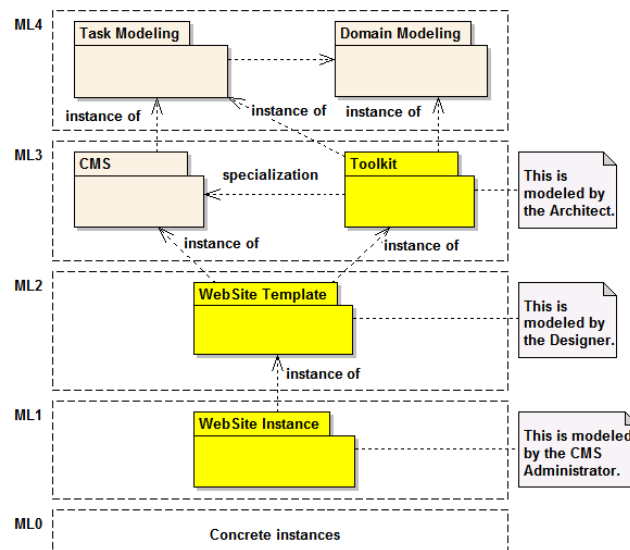 ML4
Task Modeling
Domain Modeling
instance of
instance of
instance of
ML3
CMS
specialization
Toolkit
This is
modeled by
the Architect.
instance of
instance of
ML2
WebSite Template
This is
modeled by
the Designer.
instance of
ML1
WebSite Instance
This is modeled
by the CMS
Administrator.
ML0
Concrete instances